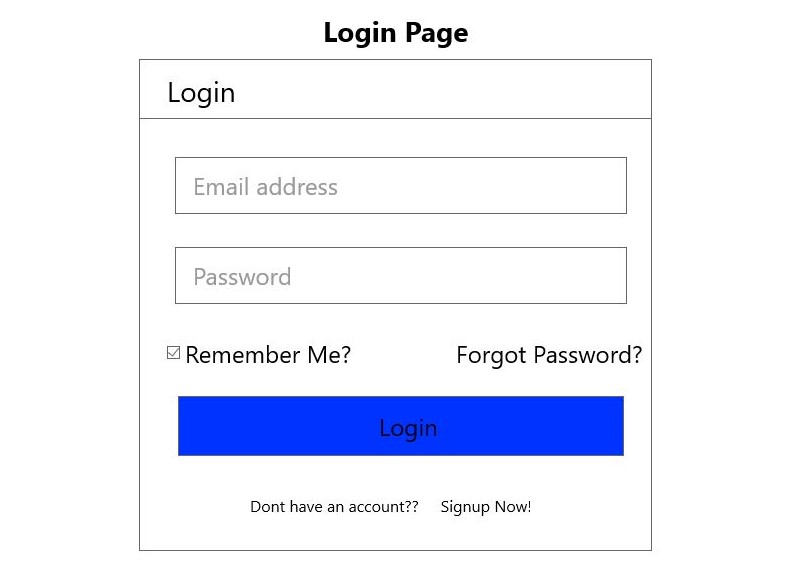 Login Page
Login
Email address
Password
Remember Me? Forgot Password?
Login
Dont have an account?? Signup Now!